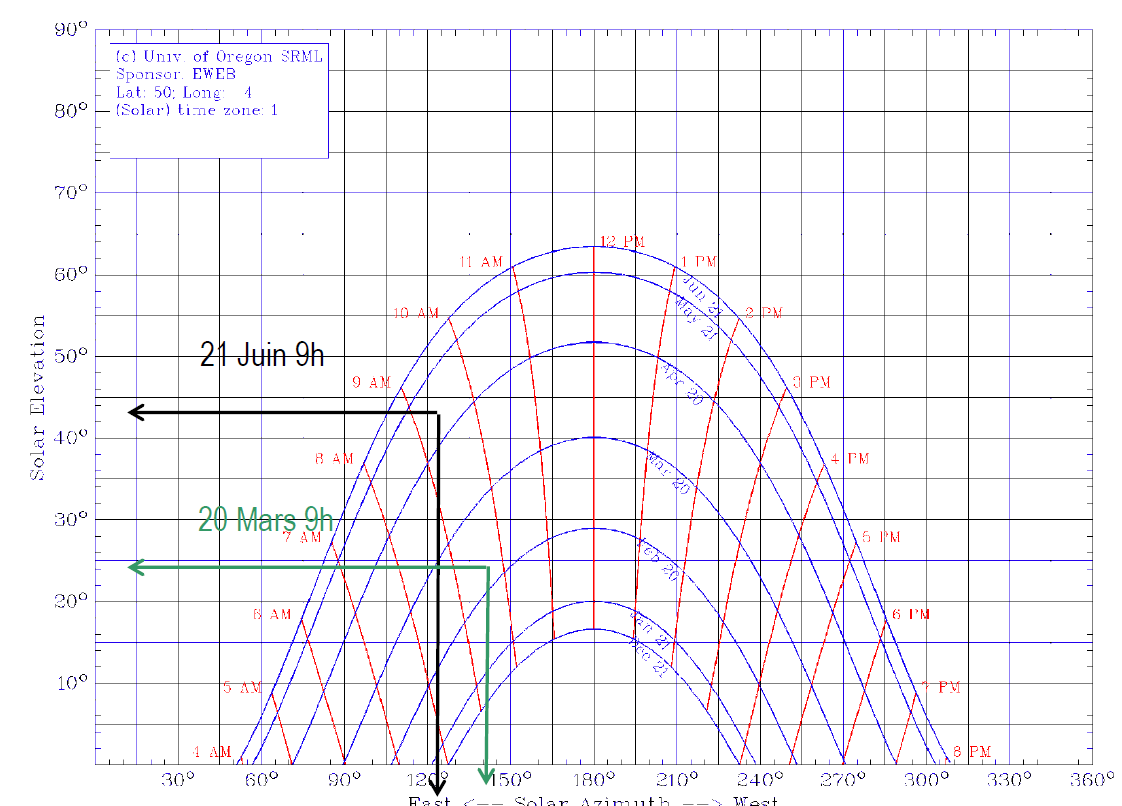 90°
(c) Univ. of Oregon SRML
Sponsor: EWEB
Lat: 50; Long: 4
(Solar) time zone: 1
80°
70°
60°
50°
40°
30°
20°
10°
Solar Elevation
21 Juin 9h
20 Mars 9h
4 AM
5 AM
6 AM
7 AM
8 AM
9 AM
10 AM
11 AM
12 PM
1 PM
2 PM
3 PM
4 PM
5 PM
6 PM
7 PM
8 PM
Jun 21
May 21
Apr 20
Mar 20
Feb 20
Jan 21
Dec 21
30° 60° 90° 120° 150° 180° 210° 240° 270° 300° 330° 360°
East <-- Solar Azimuth --> West